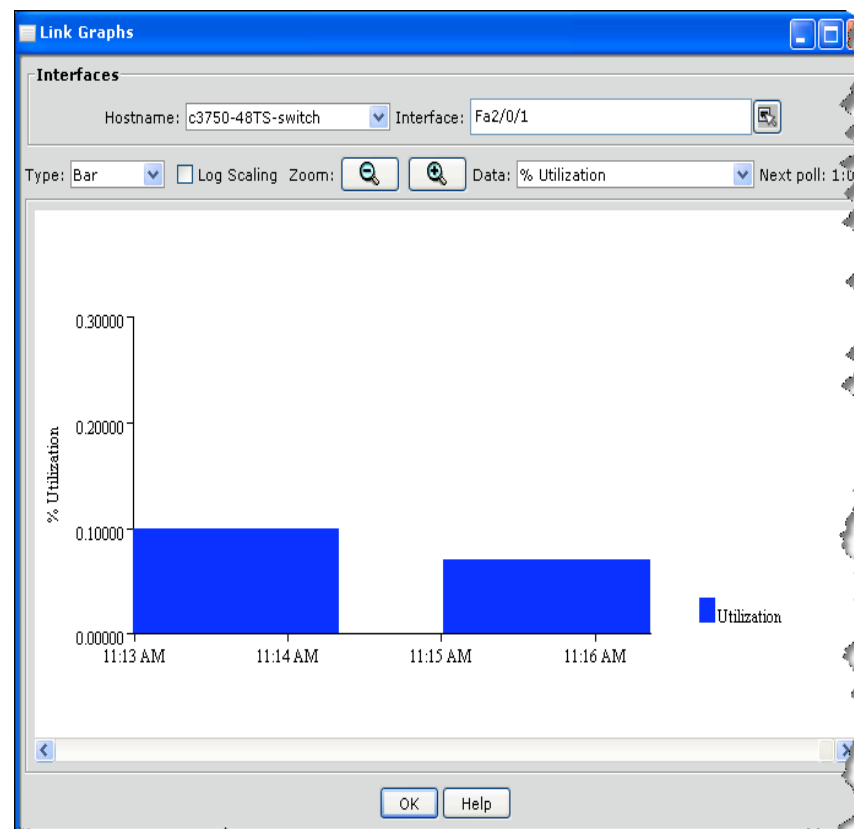 Link Graphs
Interfaces
Hostname: c3750-48TS-switch Interface: Fa2/0/1
Type: Bar Log Scaling Zoom: Data: % Utilization Next poll:
0.30000
0.20000
% Utilization
0.10000
0.00000
Utilization
11:13 AM 11:14 AM 11:15 AM 11:16 AM
OK Help